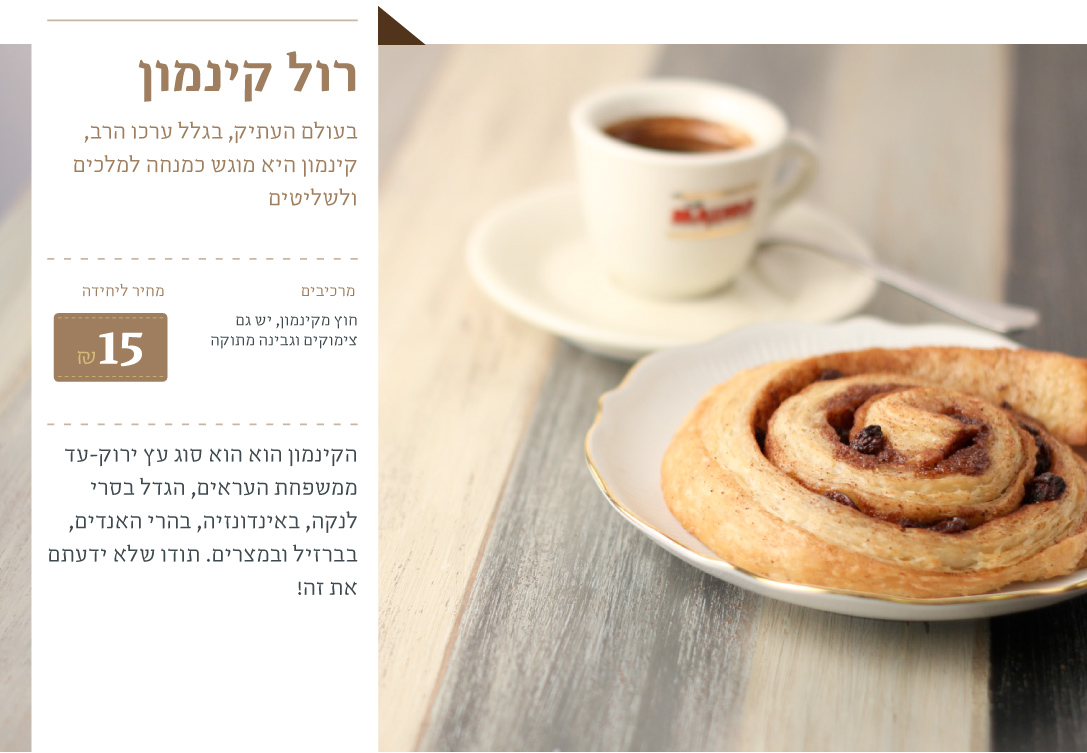 רול קינמון
בעולם העתיק, בגלל ערכו הרב,
קינמון היא מוגש כמנחה למלכים
ולשליטים
מרכיבים
חוץ מקינמון, יש גם
צימוקים וגבינה מתוקה
מחיר ליחידה
15 ₪
הקינמון הוא הוא סוג עץ ירוק-עד
ממשפחת העראים, הגדל בסרי
לנקה, באינדונזיה, בהרי האנדים,
בברזיל ובמצרים. תודו שלא ידעתם
את זה!